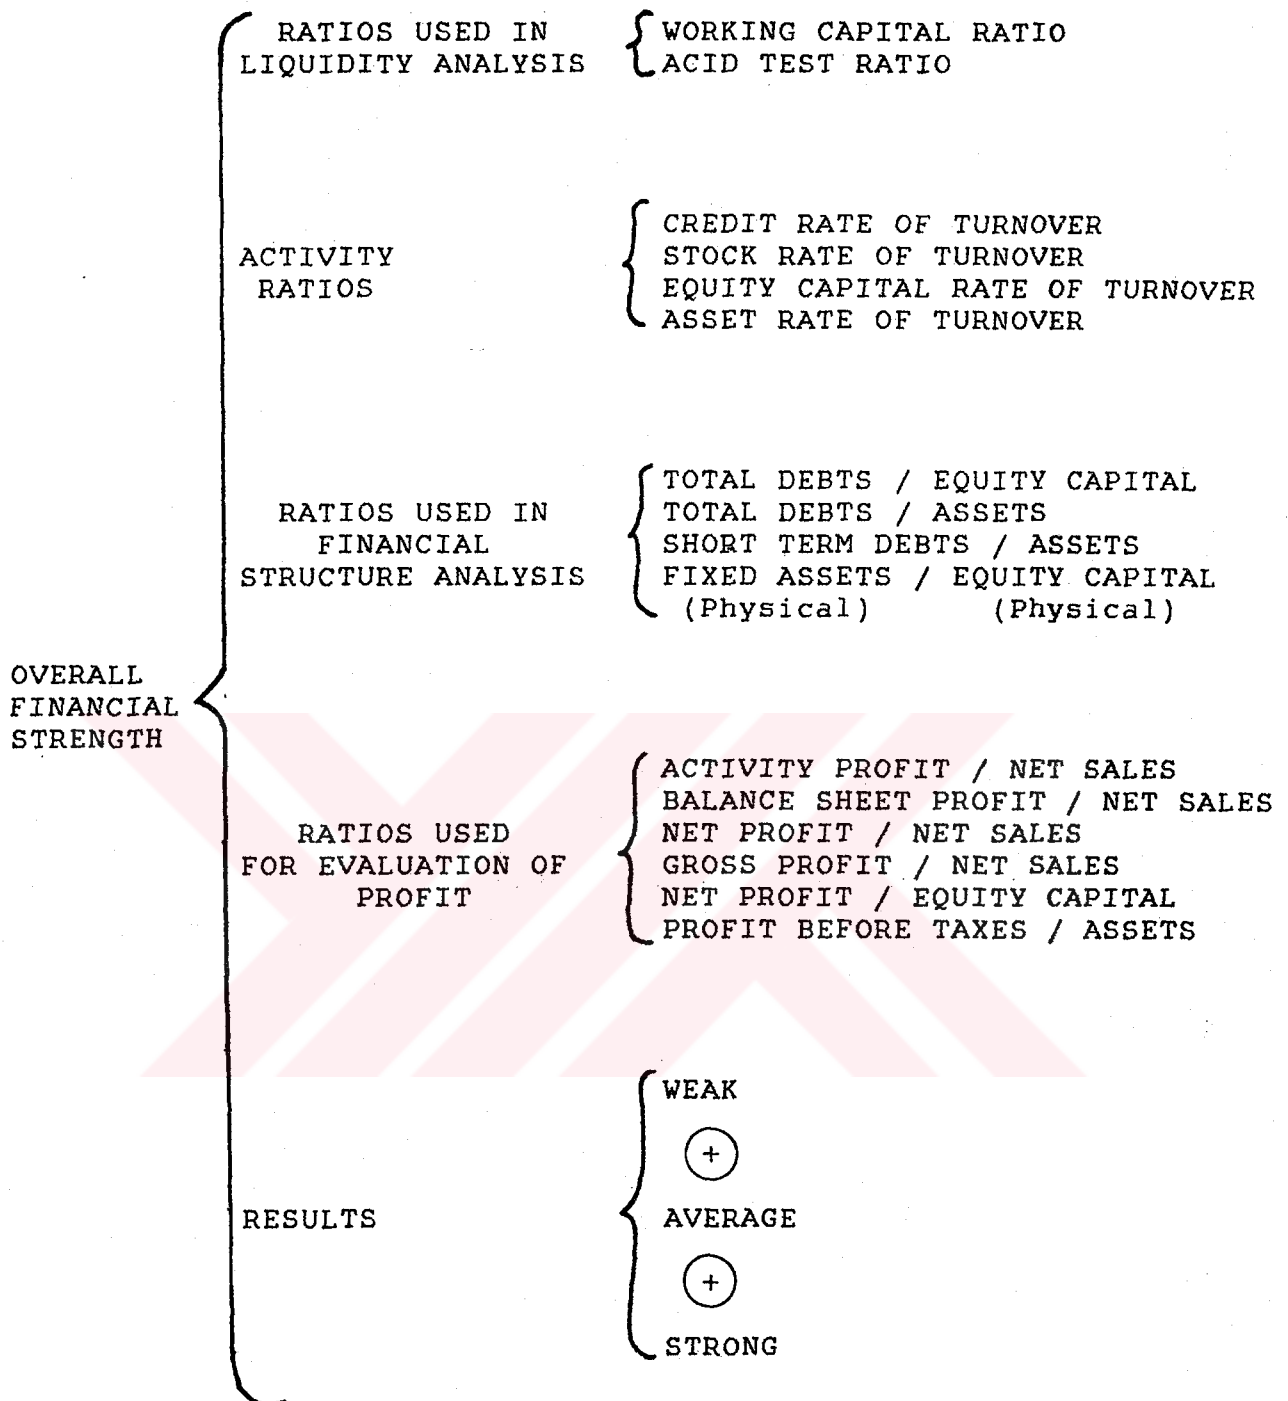 RATIOS USED IN
LIQUIDITY ANALYSIS
WORKING CAPITAL RATIO
ACID TEST RATIO
ACTIVITY
RATIOS
CREDIT RATE OF TURNOVER
STOCK RATE OF TURNOVER
EQUITY CAPITAL RATE OF TURNOVER
ASSET RATE OF TURNOVER
RATIOS USED IN
FINANCIAL
STRUCTURE ANALYSIS
TOTAL DEBTS / EQUITY CAPITAL
TOTAL DEBTS / ASSETS
SHORT TERM DEBTS / ASSETS
FIXED ASSETS / EQUITY CAPITAL
(Physical) (Physical)
OVERALL
FINANCIAL
STRENGTH
RATIOS USED
FOR EVALUATION OF
PROFIT
ACTIVITY PROFIT / NET SALES
BALANCE SHEET PROFIT / NET SALES
NET PROFIT / NET SALES
GROSS PROFIT / NET SALES
NET PROFIT / EQUITY CAPITAL
PROFIT BEFORE TAXES / ASSETS
RESULTS
WEAK
+
AVERAGE
+
STRONG